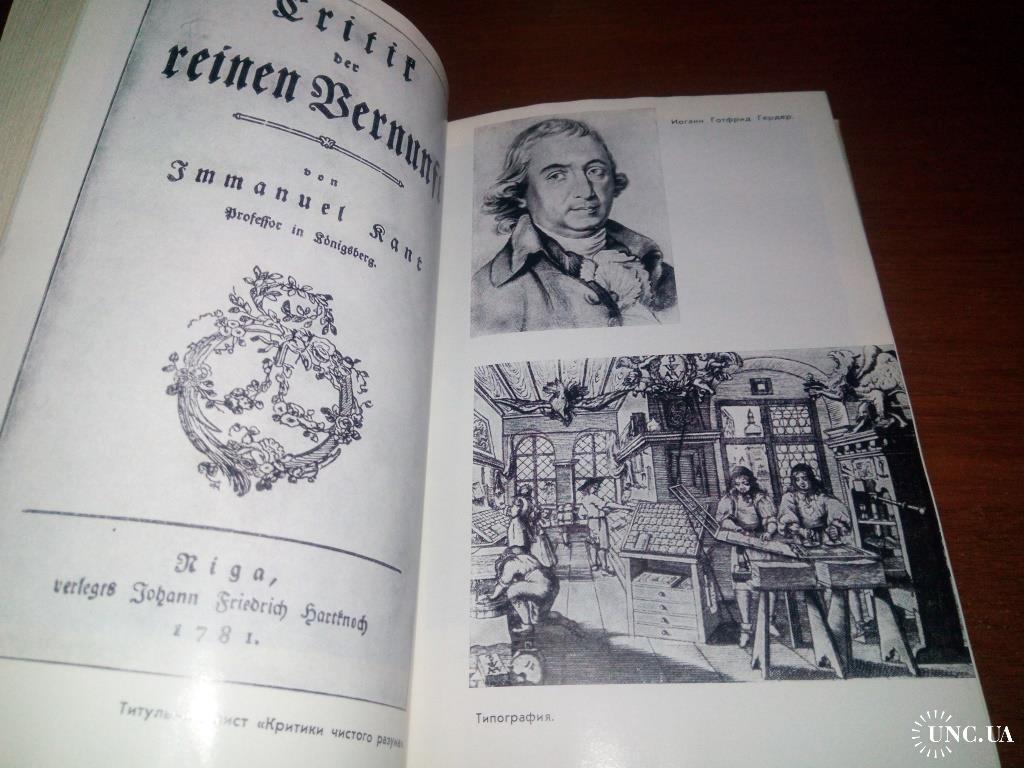 Critik
der
reinen Vernunft
von
Immanuel Kant
Professor in Königsberg.
Riga,
verlegts Johann Friedrich Hartknoch
1781.
лист «Критики чистого разума».
Иоганн Готфрид Гердер.
Типография.
UNC.UA